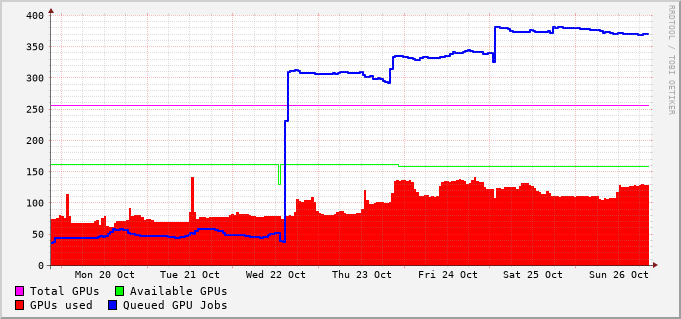 400
350
300
250
200
150
100
50
0
Mon 20 Oct Tue 21 Oct Wed 22 Oct Thu 23 Oct Fri 24 Oct Sat 25 Oct Sun 26 Oct
Total GPUs Available GPUs
GPUs used Queued GPU Jobs
RRDTOOL / TOBI OETIKER